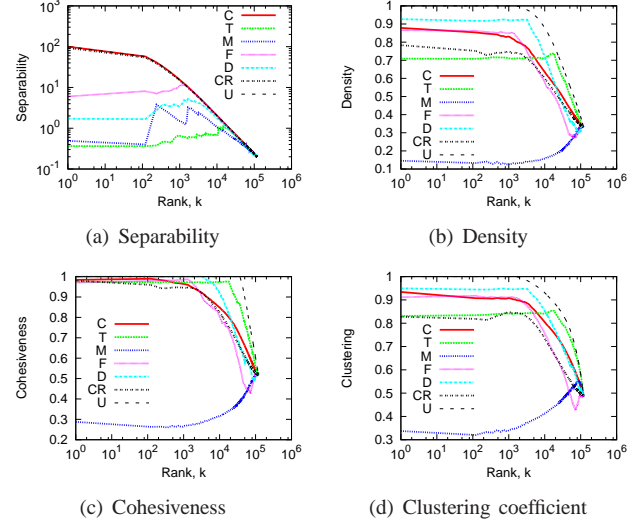 Separability
10^3
10^2
10^1
10^0
10^-1
10^0 10^1 10^2 10^3 10^4 10^5 10^6
Rank, k
C
T
M
F
D
CR
U
(a) Separability
Density
1
0.9
0.8
0.7
0.6
0.5
0.4
0.3
0.2
0.1
10^0 10^1 10^2 10^3 10^4 10^5 10^6
Rank, k
C
T
M
F
D
CR
U
(b) Density
Cohesiveness
1
0.9
0.8
0.7
0.6
0.5
0.4
0.3
0.2
10^0 10^1 10^2 10^3 10^4 10^5 10^6
Rank, k
C
T
M
F
D
CR
U
(c) Cohesiveness
Clustering
1
0.9
0.8
0.7
0.6
0.5
0.4
0.3
10^0 10^1 10^2 10^3 10^4 10^5 10^6
Rank, k
C
T
M
F
D
CR
U
(d) Clustering coefficient